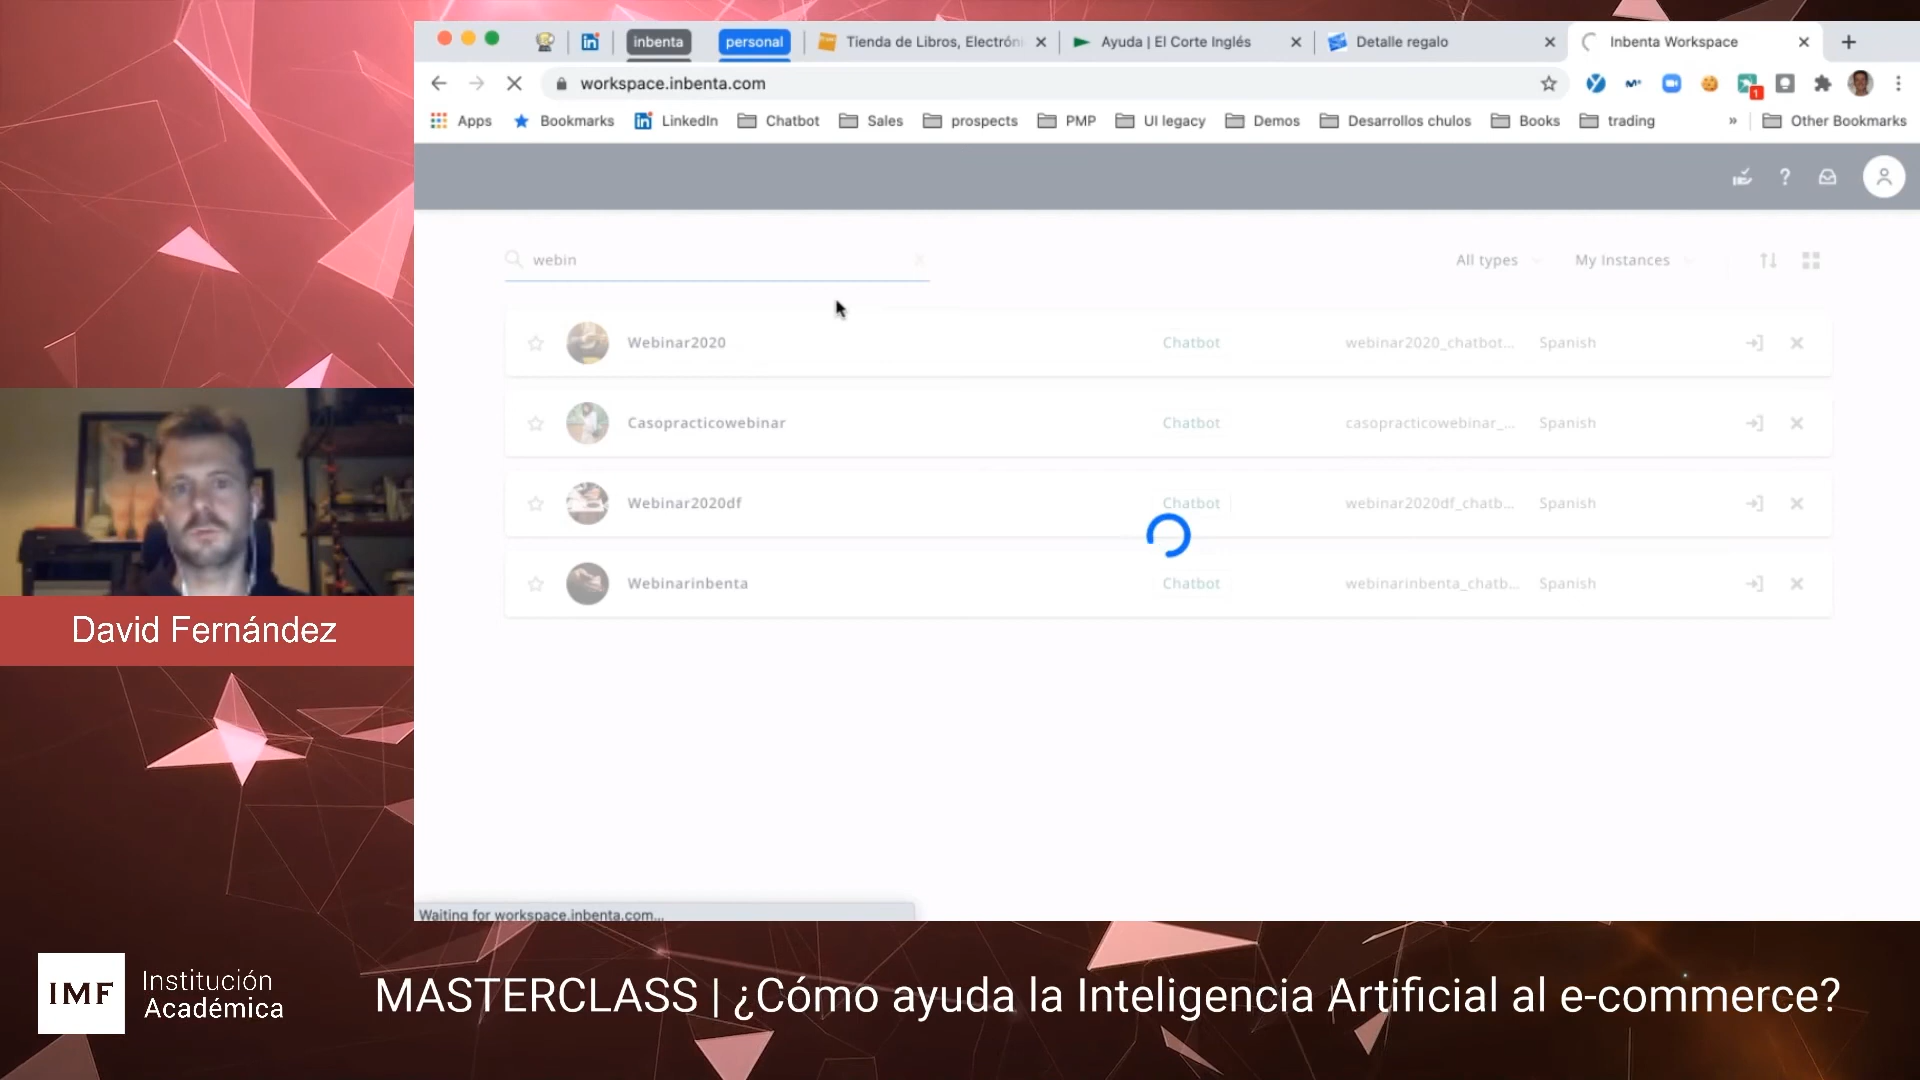 inbenta
personal
Tienda de Libros, Electróni
Ayuda | El Corte Inglés
Detalle regalo
Inbenta Workspace
workspace.inbenta.com
1
Apps
Bookmarks
LinkedIn
Chatbot
Sales
prospects
PMP
UI legacy
Demos
Desarrollos chulos
Books
trading
»
Other Bookmarks
webin
All types
My Instances
Webinar2020
Chatbot
webinar2020_chatbot...
Spanish
Casopracticowebinar
Chatbot
casopracticowebinar_...
Spanish
Webinar2020df
Chatbot
webinar2020df_chatb...
Spanish
Webinarinbenta
Chatbot
webinarinbenta_chatb...
Spanish
David Fernández
Waiting for workspace.inbenta.com...
IMF
Institución
Académica
MASTERCLASS | ¿Cómo ayuda la Inteligencia Artificial al e-commerce?